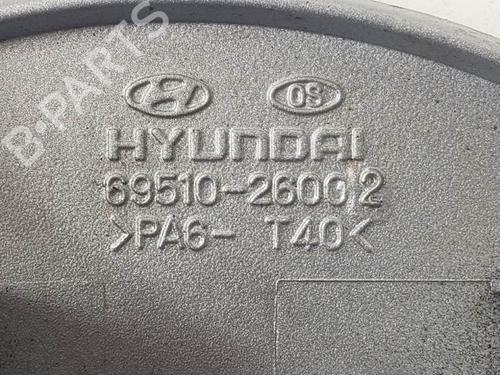 B-PARTS
OS
HYUNDAI
69510-2600 2
>PA6- T40<